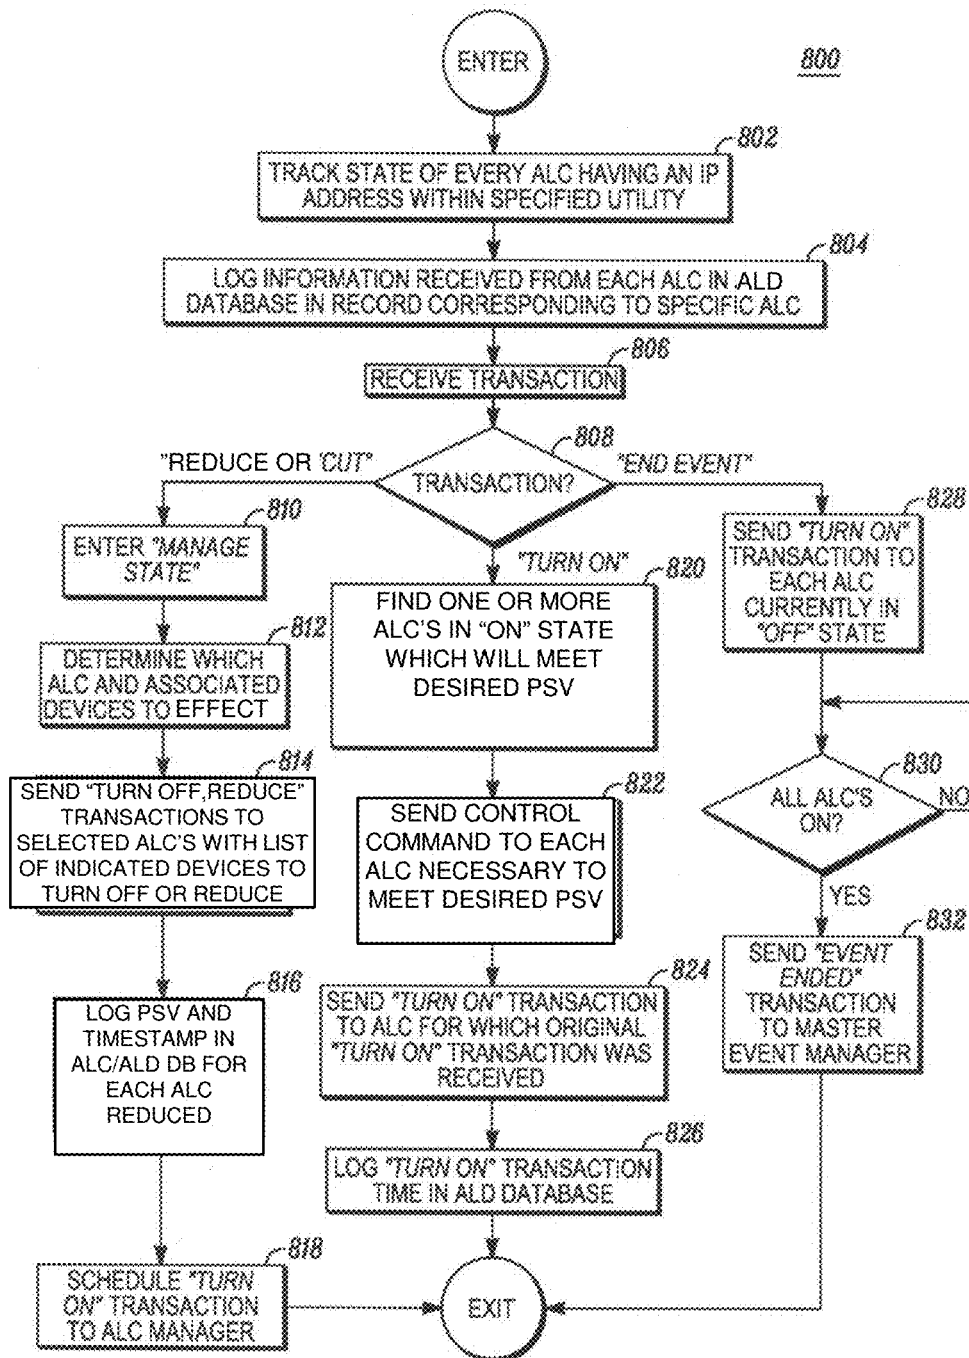 ENTER
800
802
TRACK STATE OF EVERY ALC HAVING AN IP
ADDRESS WITHIN SPECIFIED UTILITY
804
LOG INFORMATION RECEIVED FROM EACH ALC IN ALD
DATABASE IN RECORD CORRESPONDING TO SPECIFIC ALC
806
RECEIVE TRANSACTION
808
TRANSACTION?
"REDUCE OR 'CUT"
"END EVENT"
"TURN ON"
810
ENTER "MANAGE
STATE"
812
DETERMINE WHICH
ALC AND ASSOCIATED
DEVICES TO EFFECT
814
SEND "TURN OFF,REDUCE"
TRANSACTIONS TO
SELECTED ALC'S WITH LIST
OF INDICATED DEVICES TO
TURN OFF OR REDUCE
816
LOG PSV AND
TIMESTAMP IN
ALC/ALD DB FOR
EACH ALC
REDUCED
818
SCHEDULE "TURN
ON" TRANSACTION
TO ALC MANAGER
820
FIND ONE OR MORE
ALC'S IN "ON" STATE
WHICH WILL MEET
DESIRED PSV
822
SEND CONTROL
COMMAND TO EACH
ALC NECESSARY TO
MEET DESIRED PSV
824
SEND "TURN ON" TRANSACTION
TO ALC FOR WHICH ORIGINAL
"TURN ON" TRANSACTION WAS
RECEIVED
826
LOG "TURN ON" TRANSACTION
TIME IN ALD DATABASE
828
SEND "TURN ON"
TRANSACTION TO
EACH ALC
CURRENTLY IN
"OFF" STATE
830
ALL ALC'S
ON?
NO
YES
832
SEND "EVENT
ENDED"
TRANSACTION
TO MASTER
EVENT MANAGER
EXIT